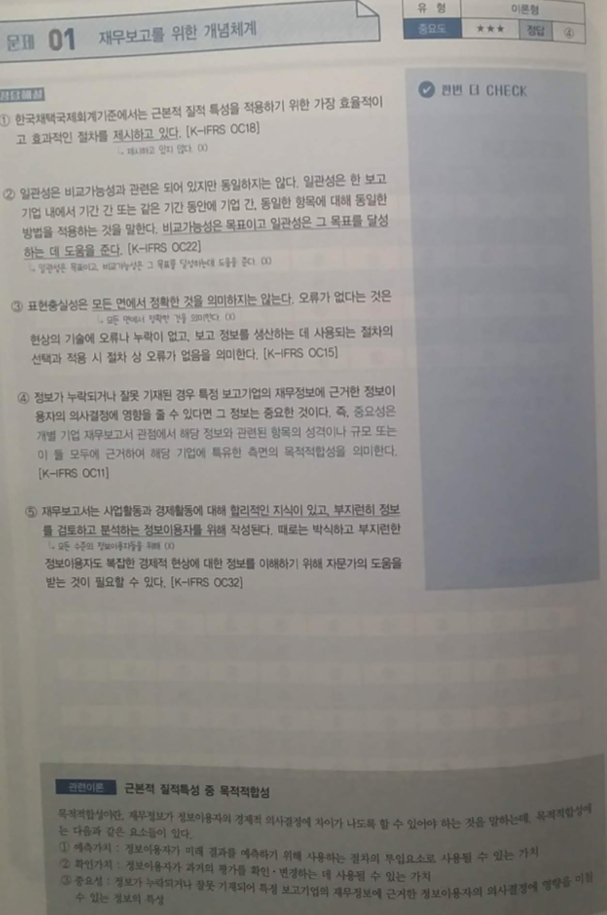 문제 01 재무보고를 위한 개념체계
유 형 이론형
중요도 ★★★ 정답 ④
정답해설
한번 더 CHECK
① 한국채택국제회계기준에서는 근본적 질적 특성을 적용하기 위한 가장 효율적이
고 효과적인 절차를 제시하고 있다. [K-IFRS OC18]
↳ 제시하고 있지 않다. (X)
② 일관성은 비교가능성과 관련은 되어 있지만 동일하지는 않다. 일관성은 한 보고
기업 내에서 기간 간 또는 같은 기간 동안에 기업 간, 동일한 항목에 대해 동일한
방법을 적용하는 것을 말한다. 비교가능성은 목표이고 일관성은 그 목표를 달성
하는 데 도움을 준다. [K-IFRS OC22]
↳ 일관성은 목표이고, 비교가능성은 그 목표를 달성하는데 도움을 준다. (X)
③ 표현충실성은 모든 면에서 정확한 것을 의미하지는 않는다. 오류가 없다는 것은
↳ 모든 면에서 정확한 것을 의미한다. (X)
현상의 기술에 오류나 누락이 없고, 보고 정보를 생산하는 데 사용되는 절차의
선택과 적용 시 절차 상 오류가 없음을 의미한다. [K-IFRS OC15]
④ 정보가 누락되거나 잘못 기재된 경우 특정 보고기업의 재무정보에 근거한 정보이
용자의 의사결정에 영향을 줄 수 있다면 그 정보는 중요한 것이다. 즉, 중요성은
개별 기업 재무보고서 관점에서 해당 정보와 관련된 항목의 성격이나 규모 또는
이 둘 모두에 근거하여 해당 기업에 특유한 측면의 목적적합성을 의미한다.
[K-IFRS OC11]
⑤ 재무보고서는 사업활동과 경제활동에 대해 합리적인 지식이 있고, 부지런히 정보
를 검토하고 분석하는 정보이용자를 위해 작성된다. 때로는 박식하고 부지런한
↳ 모든 수준의 정보이용자들을 위해 (X)
정보이용자도 복잡한 경제적 현상에 대한 정보를 이해하기 위해 자문가의 도움을
받는 것이 필요할 수 있다. [K-IFRS OC32]
관련이론 근본적 질적특성 중 목적적합성
목적적합성이란, 재무정보가 정보이용자의 경제적 의사결정에 차이가 나도록 할 수 있어야 하는 것을 말하는데, 목적적합성에
는 다음과 같은 요소들이 있다.
① 예측가치 : 정보이용자가 미래 결과를 예측하기 위해 사용하는 절차의 투입요소로 사용될 수 있는 가치
② 확인가치 : 정보이용자가 과거의 평가를 확인·변경하는 데 사용될 수 있는 가치
③ 중요성 : 정보가 누락되거나 잘못 기재되어 특정 보고기업의 재무정보에 근거한 정보이용자의 의사결정에 영향을 미칠
수 있는 정보의 특성